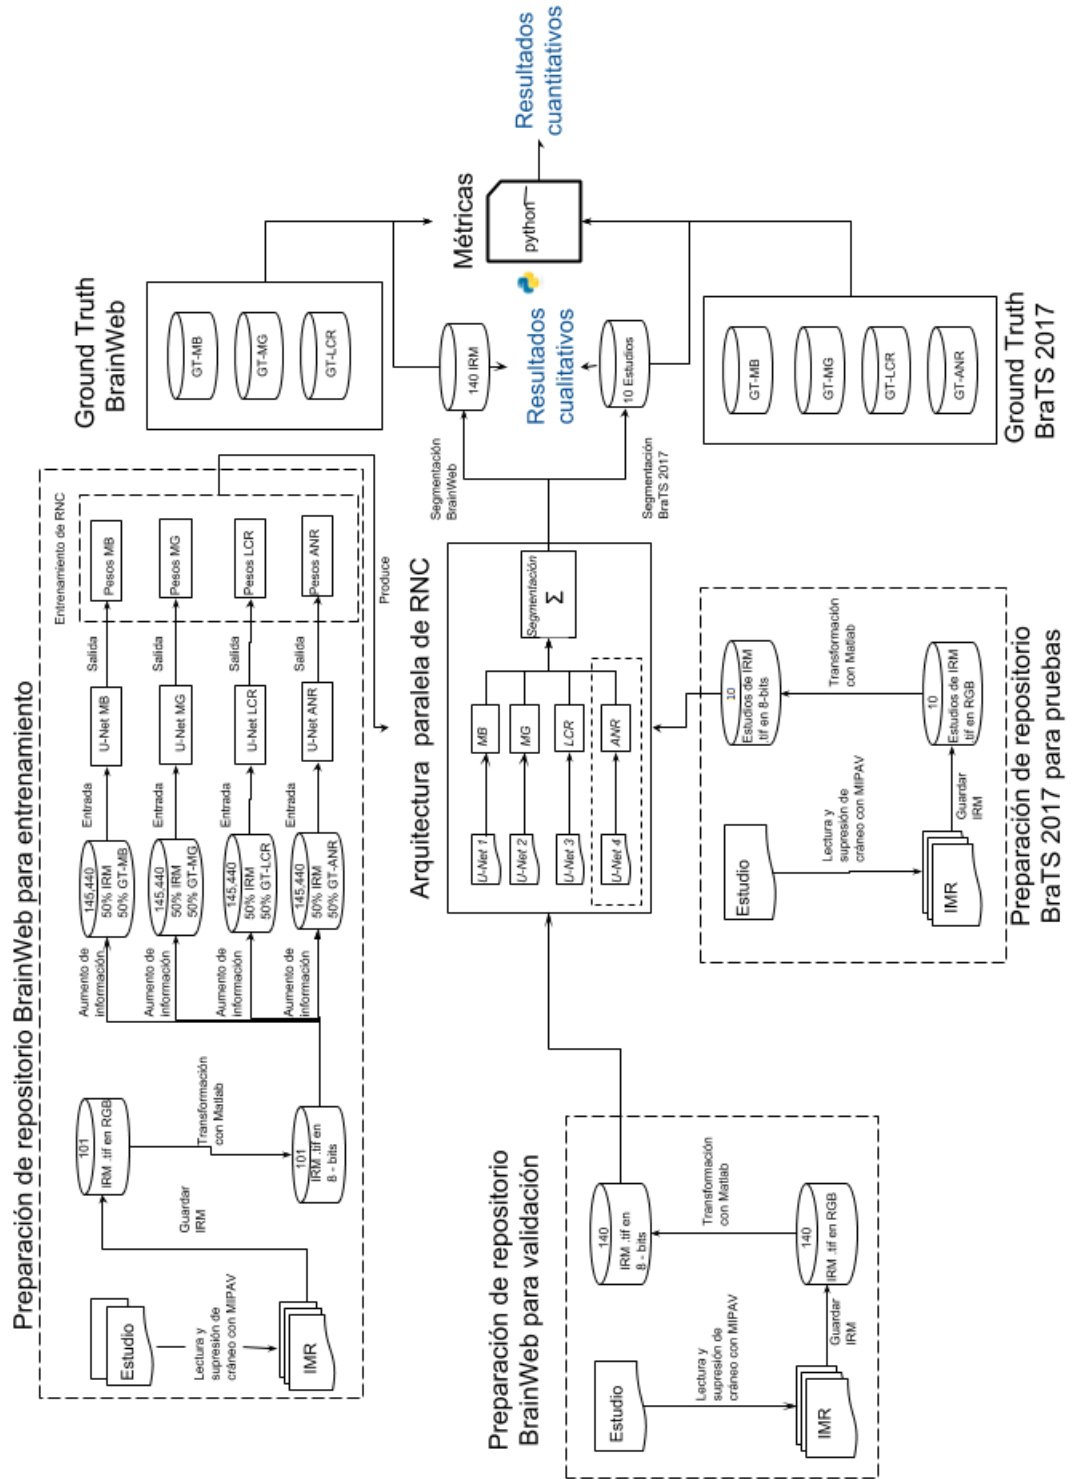 Preparación de repositorio BrainWeb para entrenamiento
Estudio
Lectura y
supresión de
cráneo con MIPAV
IMR
Guardar
IRM
101
IRM .tif en RGB
Transformación
con Matlab
101
IRM .tif en
8 - bits
Aumento de
información
145,440
50% IRM
50% GT-MB
Entrada
U-Net MB
Salida
Pesos MB
Aumento de
información
145,440
50% IRM
50% GT-MG
Entrada
U-Net MG
Salida
Pesos MG
Aumento de
información
145,440
50% IRM
50% GT-LCR
Entrada
U-Net LCR
Salida
Pesos LCR
Aumento de
información
145,440
50% IRM
50% GT-ANR
Entrada
U-Net ANR
Salida
Pesos ANR
Entrenamiento de RNC
Produce
Ground Truth
BrainWeb
GT-MB
GT-MG
GT-LCR
Preparación de repositorio
BrainWeb para validación
Estudio
Lectura y
supresión de
cráneo con MIPAV
IMR
Guardar
IRM
140
IRM .tif en RGB
Transformación
con Matlab
140
IRM .tif en
8 - bits
Arquitectura paralela de RNC
U-Net 1
MB
U-Net 2
MG
U-Net 3
LCR
U-Net 4
ANR
Segmentación
Σ
Segmentación
BrainWeb
140 IRM
Segmentación
BraTS 2017
10 Estudios
Resultados
cualitativos
Métricas
python
Resultados
cuantitativos
Preparación de repositorio
BraTS 2017 para pruebas
Estudio
Lectura y
supresión de
cráneo con MIPAV
IMR
Guardar
IRM
10
Estudios de IRM
.tif en RGB
Transformación
con Matlab
10
Estudios de IRM
.tif en 8-bits
Ground Truth
BraTS 2017
GT-MB
GT-MG
GT-LCR
GT-ANR